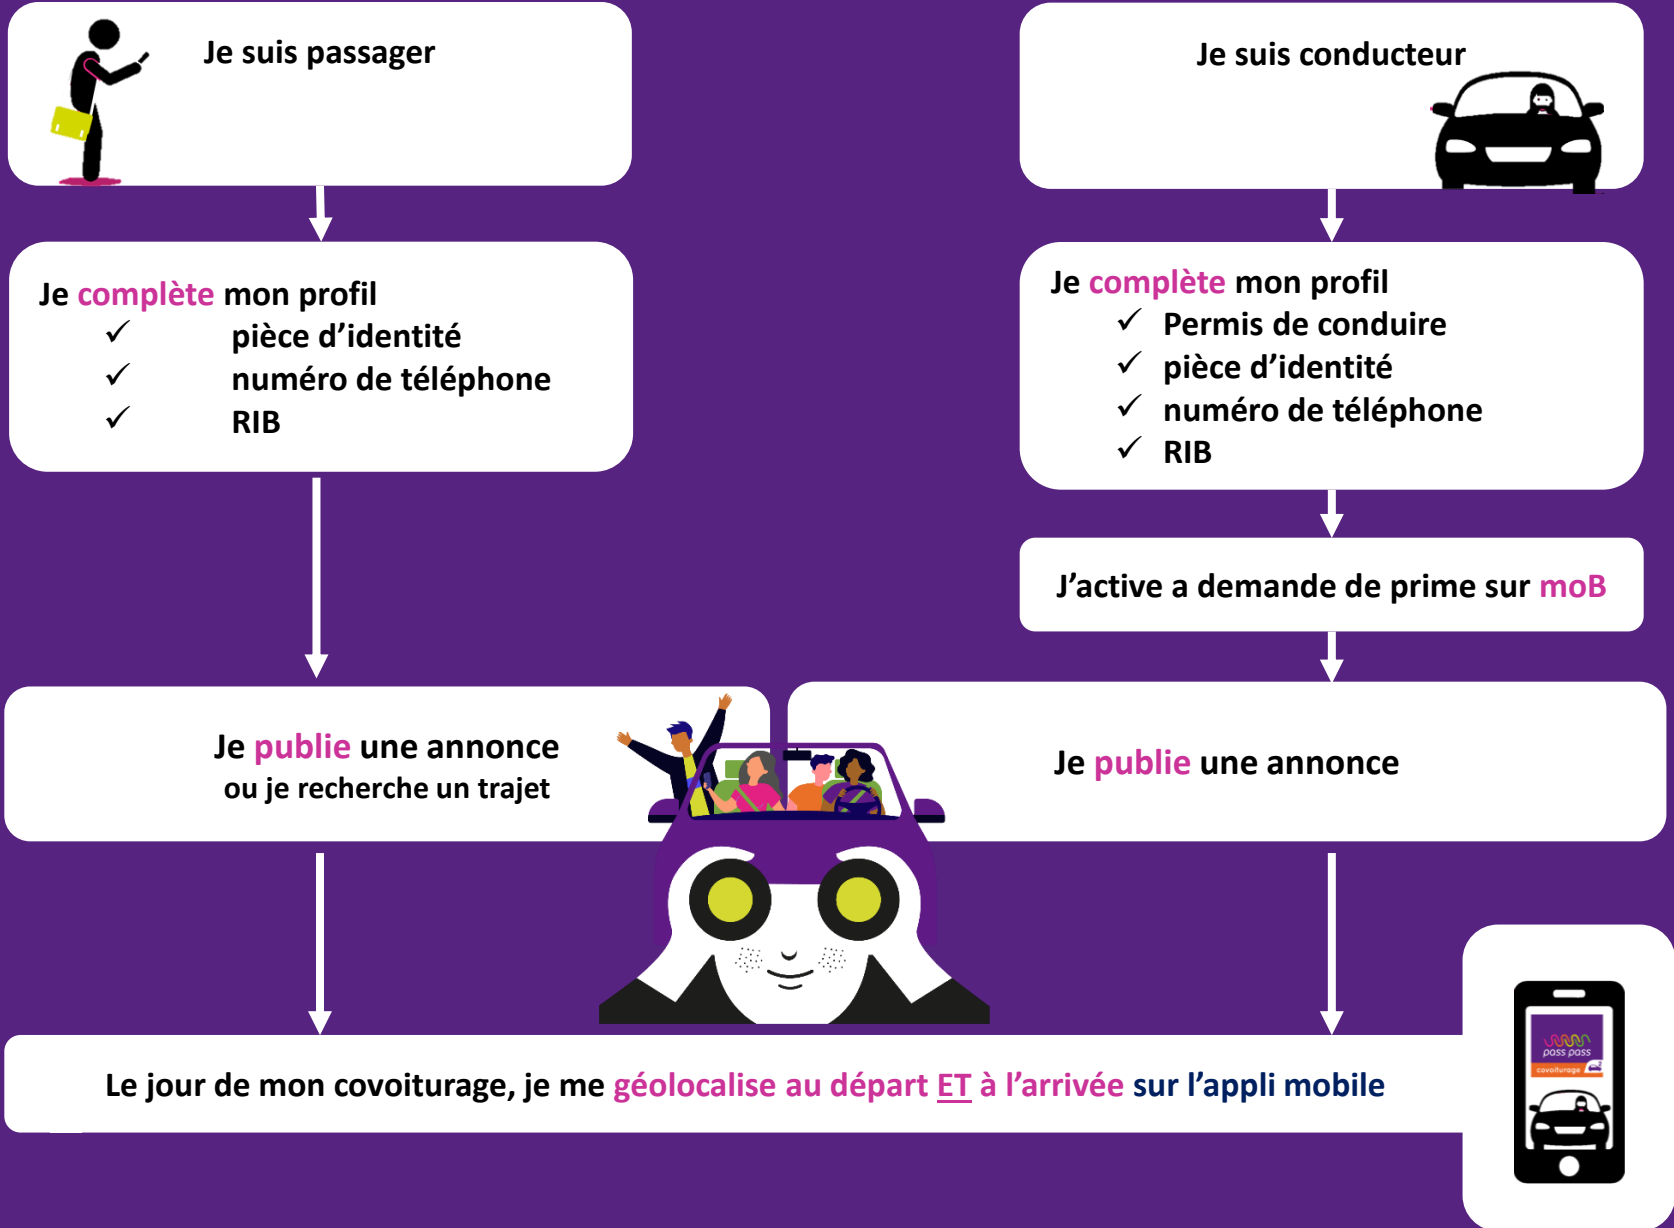 Je suis passager
Je suis conducteur
Je complète mon profil
✓ pièce d’identité
✓ numéro de téléphone
✓ RIB
Je complète mon profil
✓ Permis de conduire
✓ pièce d’identité
✓ numéro de téléphone
✓ RIB
J’active a demande de prime sur moB
Je publie une annonce
ou je recherche un trajet
Je publie une annonce
Le jour de mon covoiturage, je me géolocalise au départ ET à l’arrivée sur l’appli mobile
pass pass
covoiturage